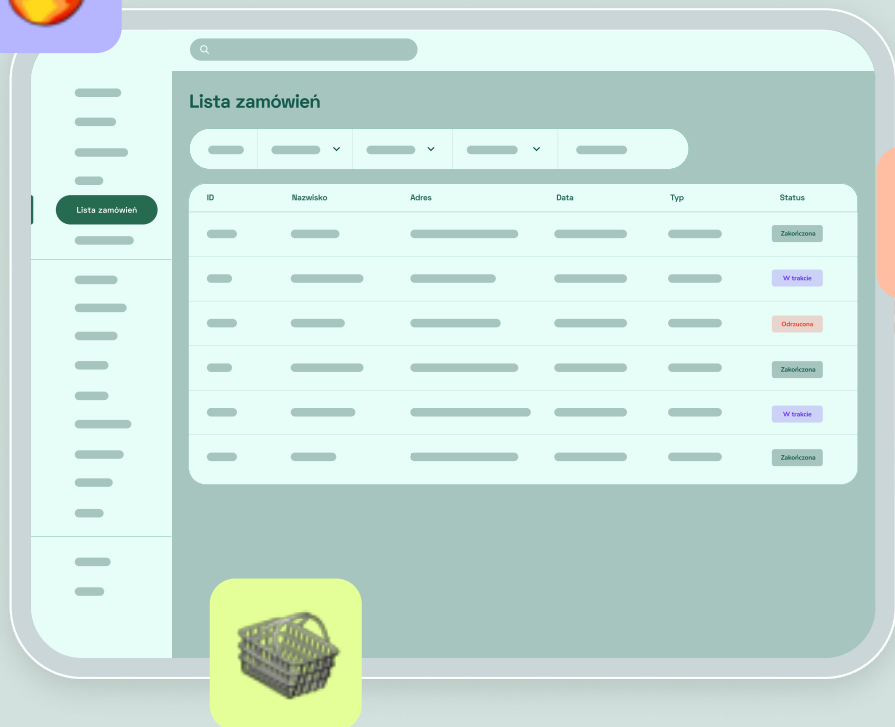 Lista zamówień
Lista zamówień
ID Nazwisko Adres Data Typ Status
Zakończona
W trakcie
Odrzucona
Zakończona
W trakcie
Zakończona